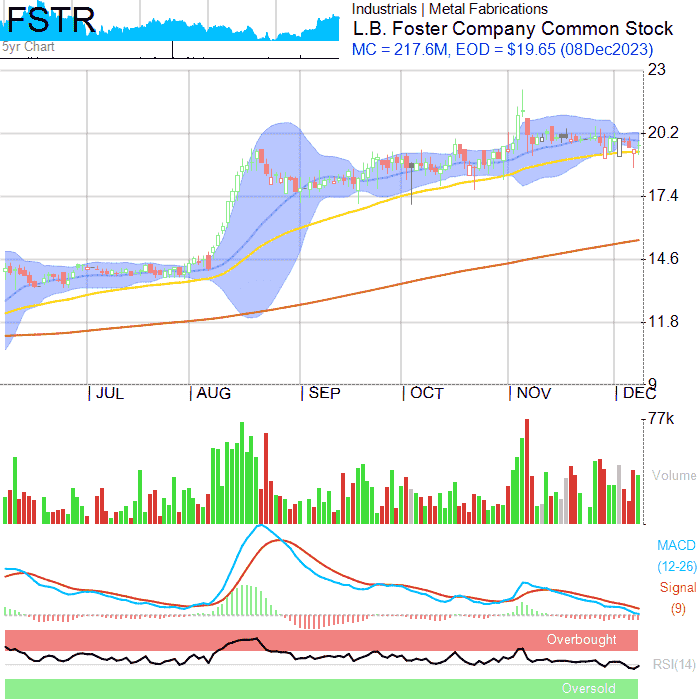 FSTR
5yr Chart
Industrials | Metal Fabrications
L.B. Foster Company Common Stock
MC = 217.6M, EOD = $19.65 (08Dec2023)
23
20.2
17.4
14.6
11.8
9
JUL AUG SEP OCT NOV DEC
77k
Volume
MACD
(12-26)
Signal
(9)
Overbought
RSI(14)
Oversold